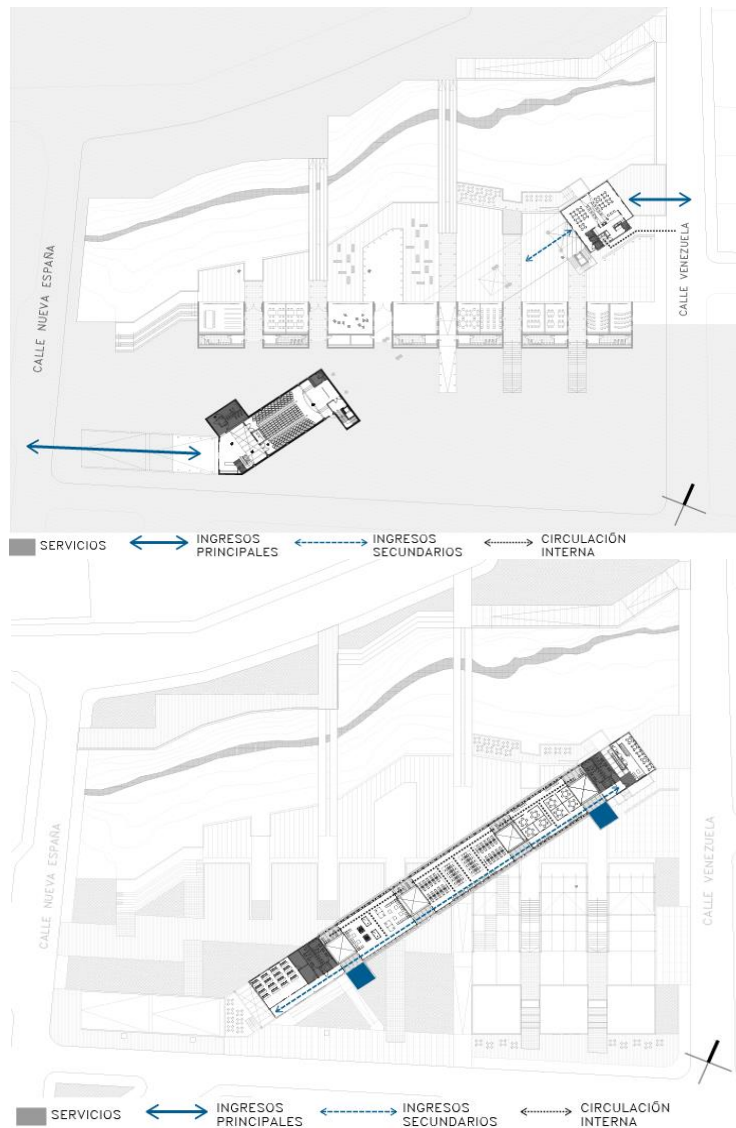 CALLE NUEVA ESPAÑA
CALLE VENEZUELA
SERVICIOS
INGRESOS
PRINCIPALES
INGRESOS
SECUNDARIOS
CIRCULACIÓN
INTERNA
CALLE NUEVA ESPAÑA
CALLE VENEZUELA
SERVICIOS
INGRESOS
PRINCIPALES
INGRESOS
SECUNDARIOS
CIRCULACIÓN
INTERNA